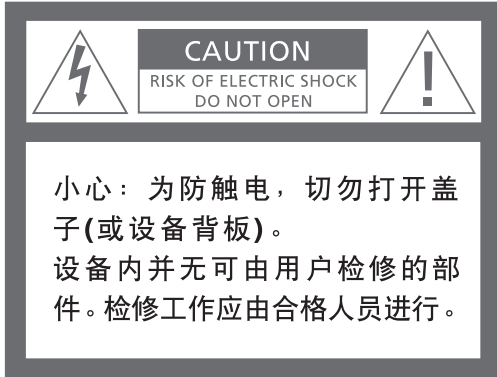 CAUTION
RISK OF ELECTRIC SHOCK
DO NOT OPEN
小心：为防触电，切勿打开盖
子(或设备背板)。
设备内并无可由用户检修的部
件。检修工作应由合格人员进行。